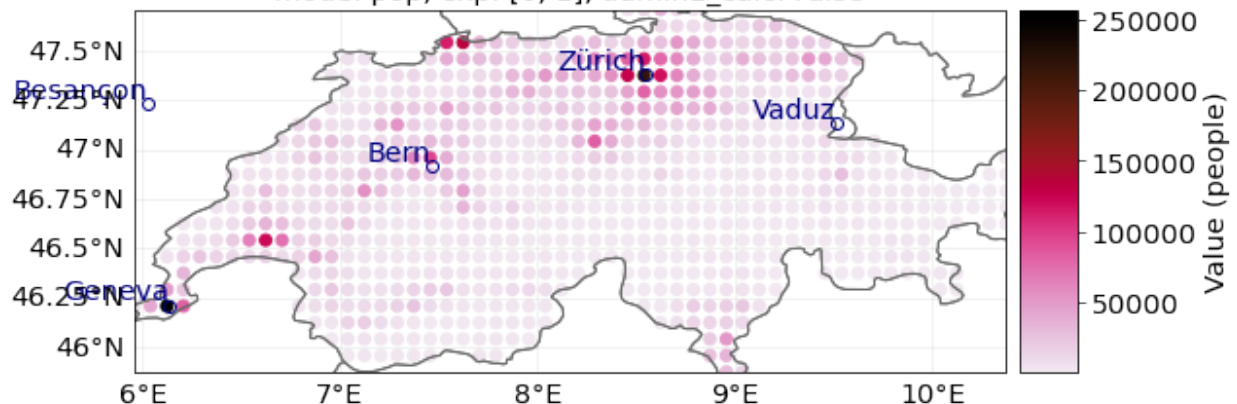 250000
200000
150000
100000
50000
Value (people)
47.5°N
47.25°N
47°N
46.75°N
46.5°N
46.25°N
46°N
Besançon
Zürich
Vaduz
Bern
Geneva
6°E
7°E
8°E
9°E
10°E